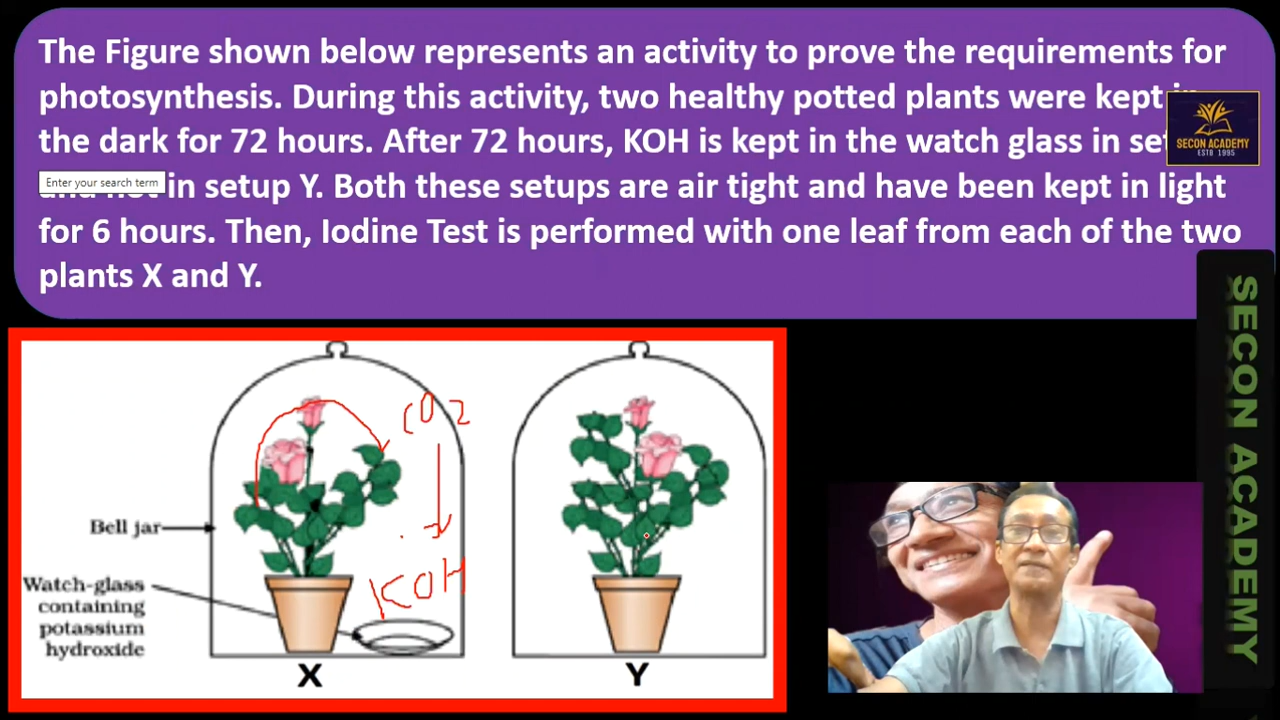 The Figure shown below represents an activity to prove the requirements for
photosynthesis. During this activity, two healthy potted plants were kept
the dark for 72 hours. After 72 hours, KOH is kept in the watch glass in
SECON ACADEMY
ESTB 1995
Enter your search term
in setup Y. Both these setups are air tight and have been kept in light
for 6 hours. Then, Iodine Test is performed with one leaf from each of the two
plants X and Y.
SECON ACADEMY
CO2
Bell jar
KOH
Watch-glass
containing
potassium
hydroxide
X
Y